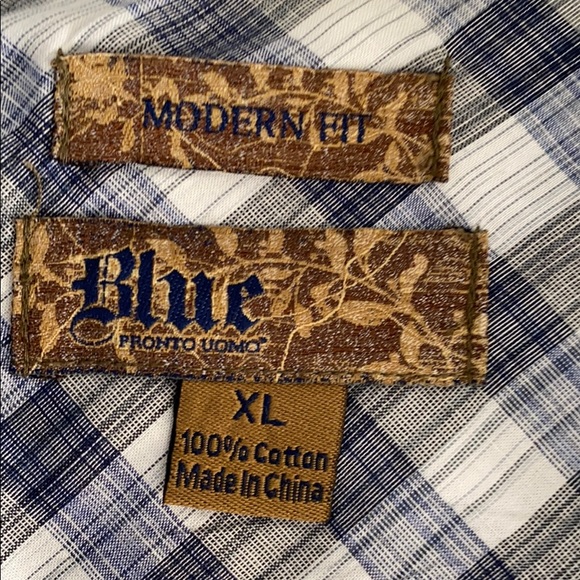 MODERN FIT
Blue
PRONTO UOMO®
XL
100% Cotton
Made In China